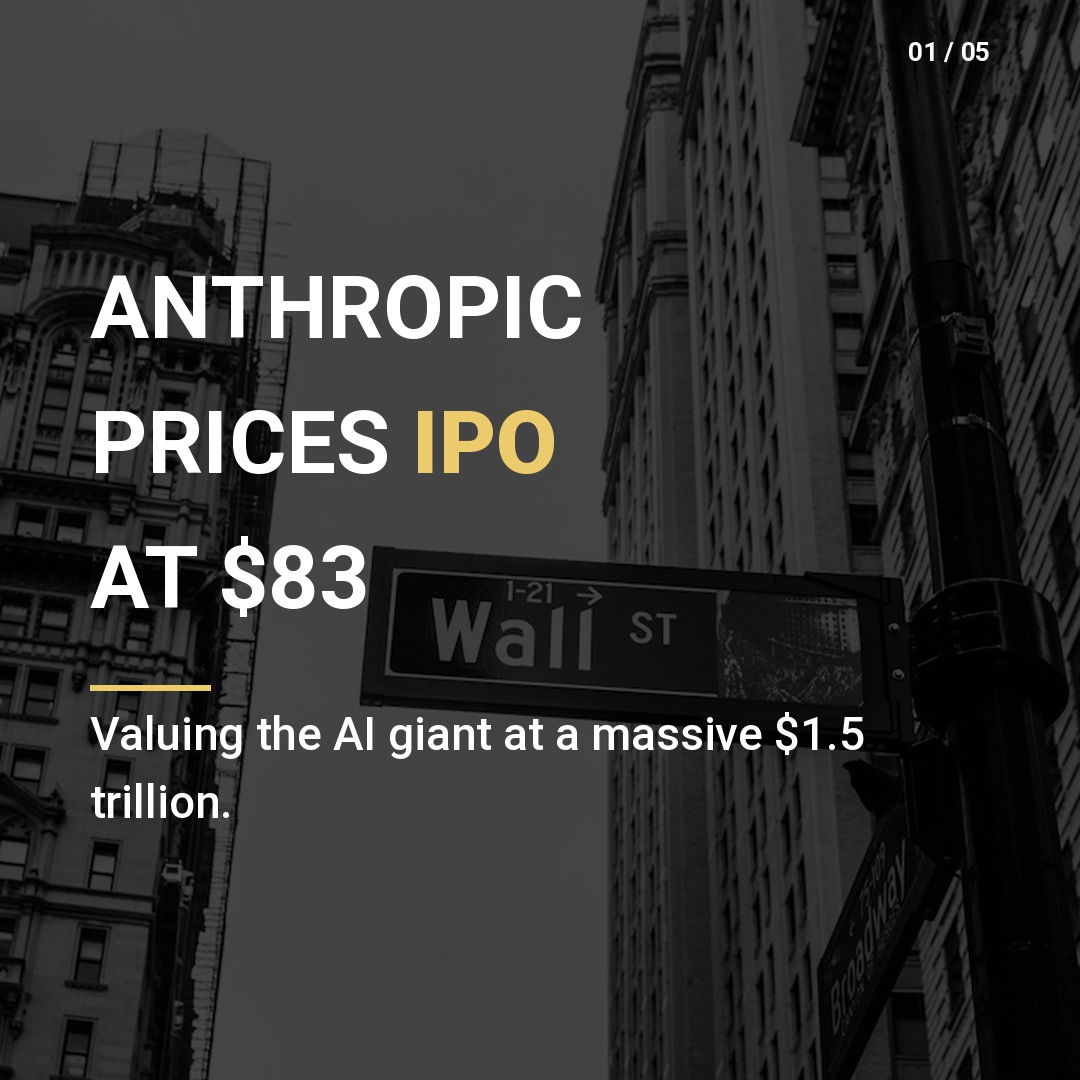 01 / 05
ANTHROPIC
PRICES IPO
AT $83
1-21 →
Wall ST
Valuing the AI giant at a massive $1.5
trillion.
Broadway